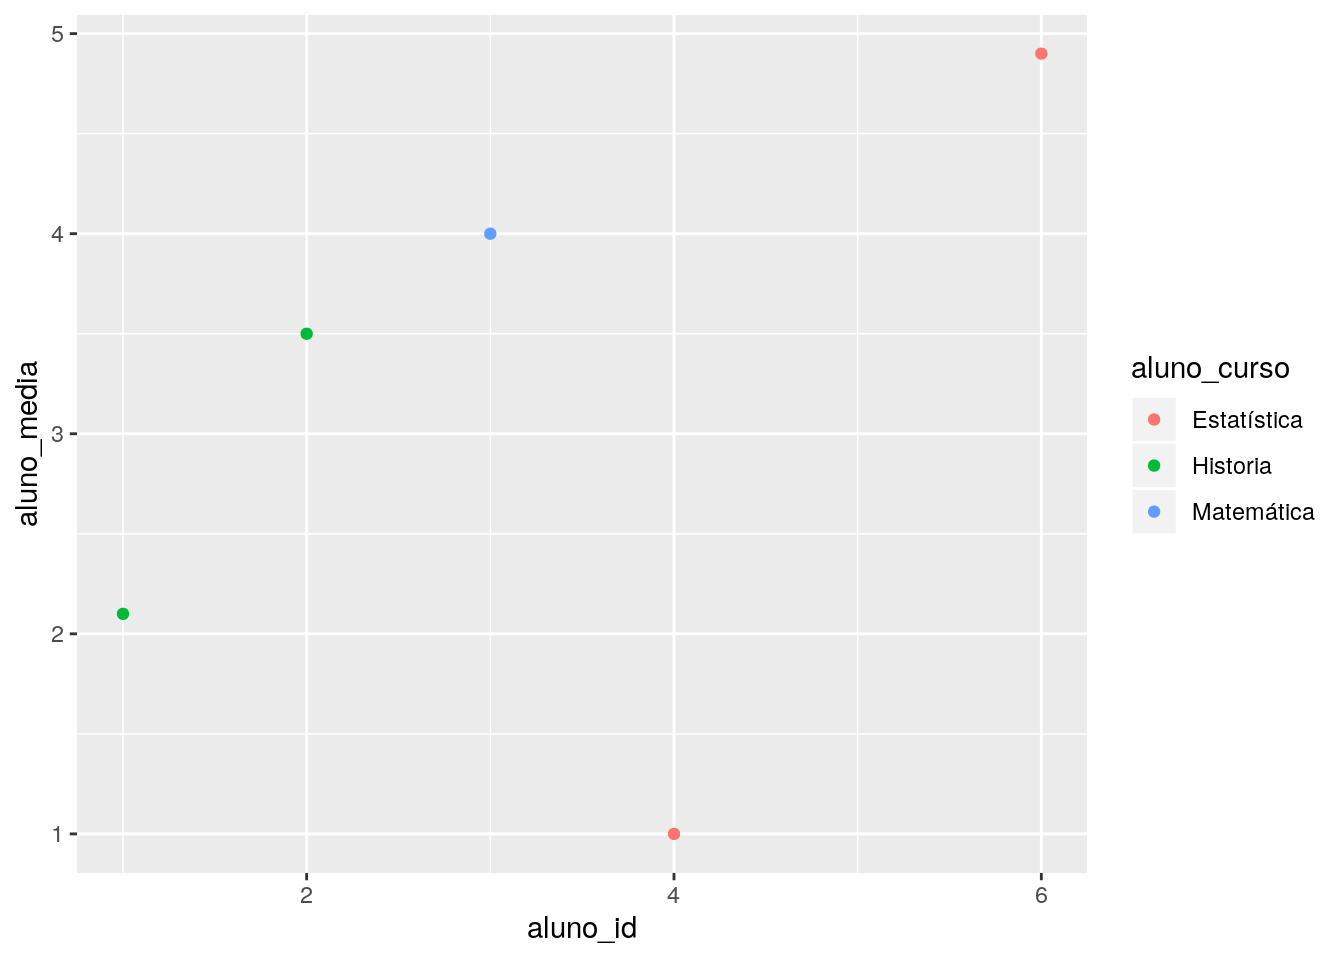 5
4
3
2
1
aluno_media
2
4
6
aluno_id
aluno_curso
Estatística
Historia
Matemática